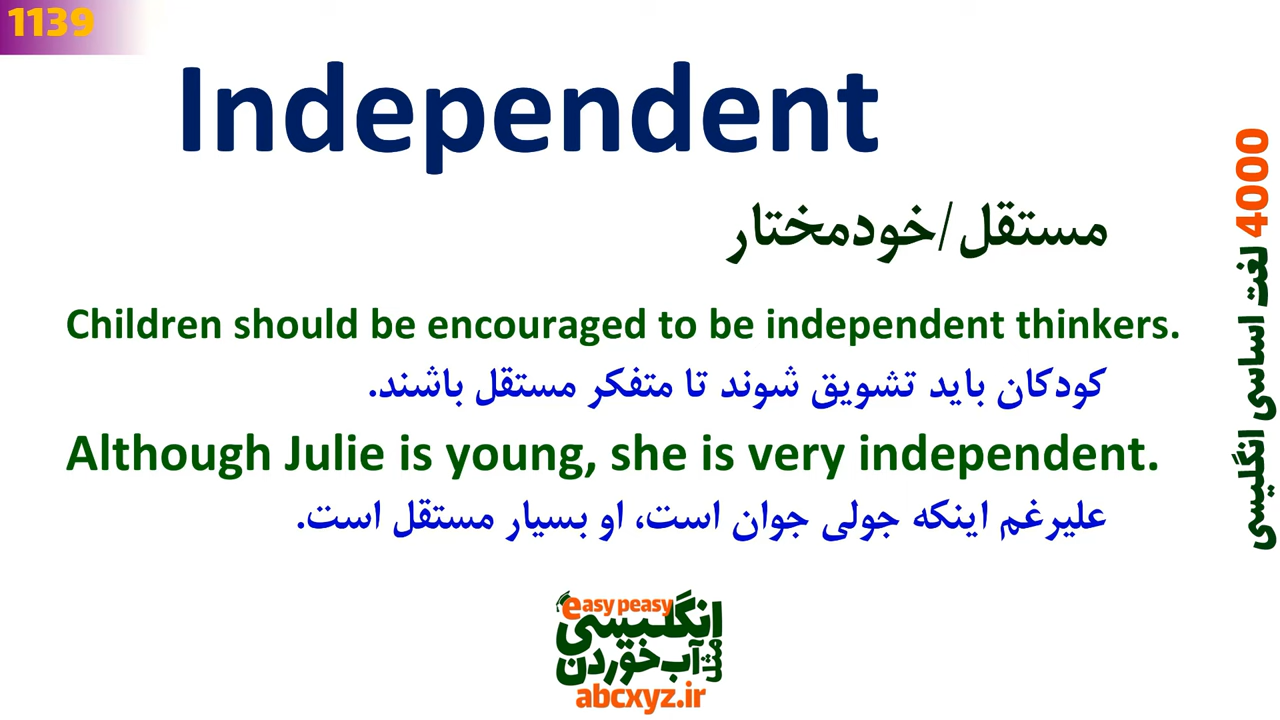 1139
Independent
مستقل/خودمختار
Children should be encouraged to be independent thinkers.
کودکان باید تشویق شوند تا متفکر مستقل باشند.
Although Julie is young, she is very independent.
علیرغم اینکه جولی جوان است، او بسیار مستقل است.
4000 لغت اساسی انگلیسی
easy peasy
انگلیسی
مثل آب خوردن
abcxyz.ir